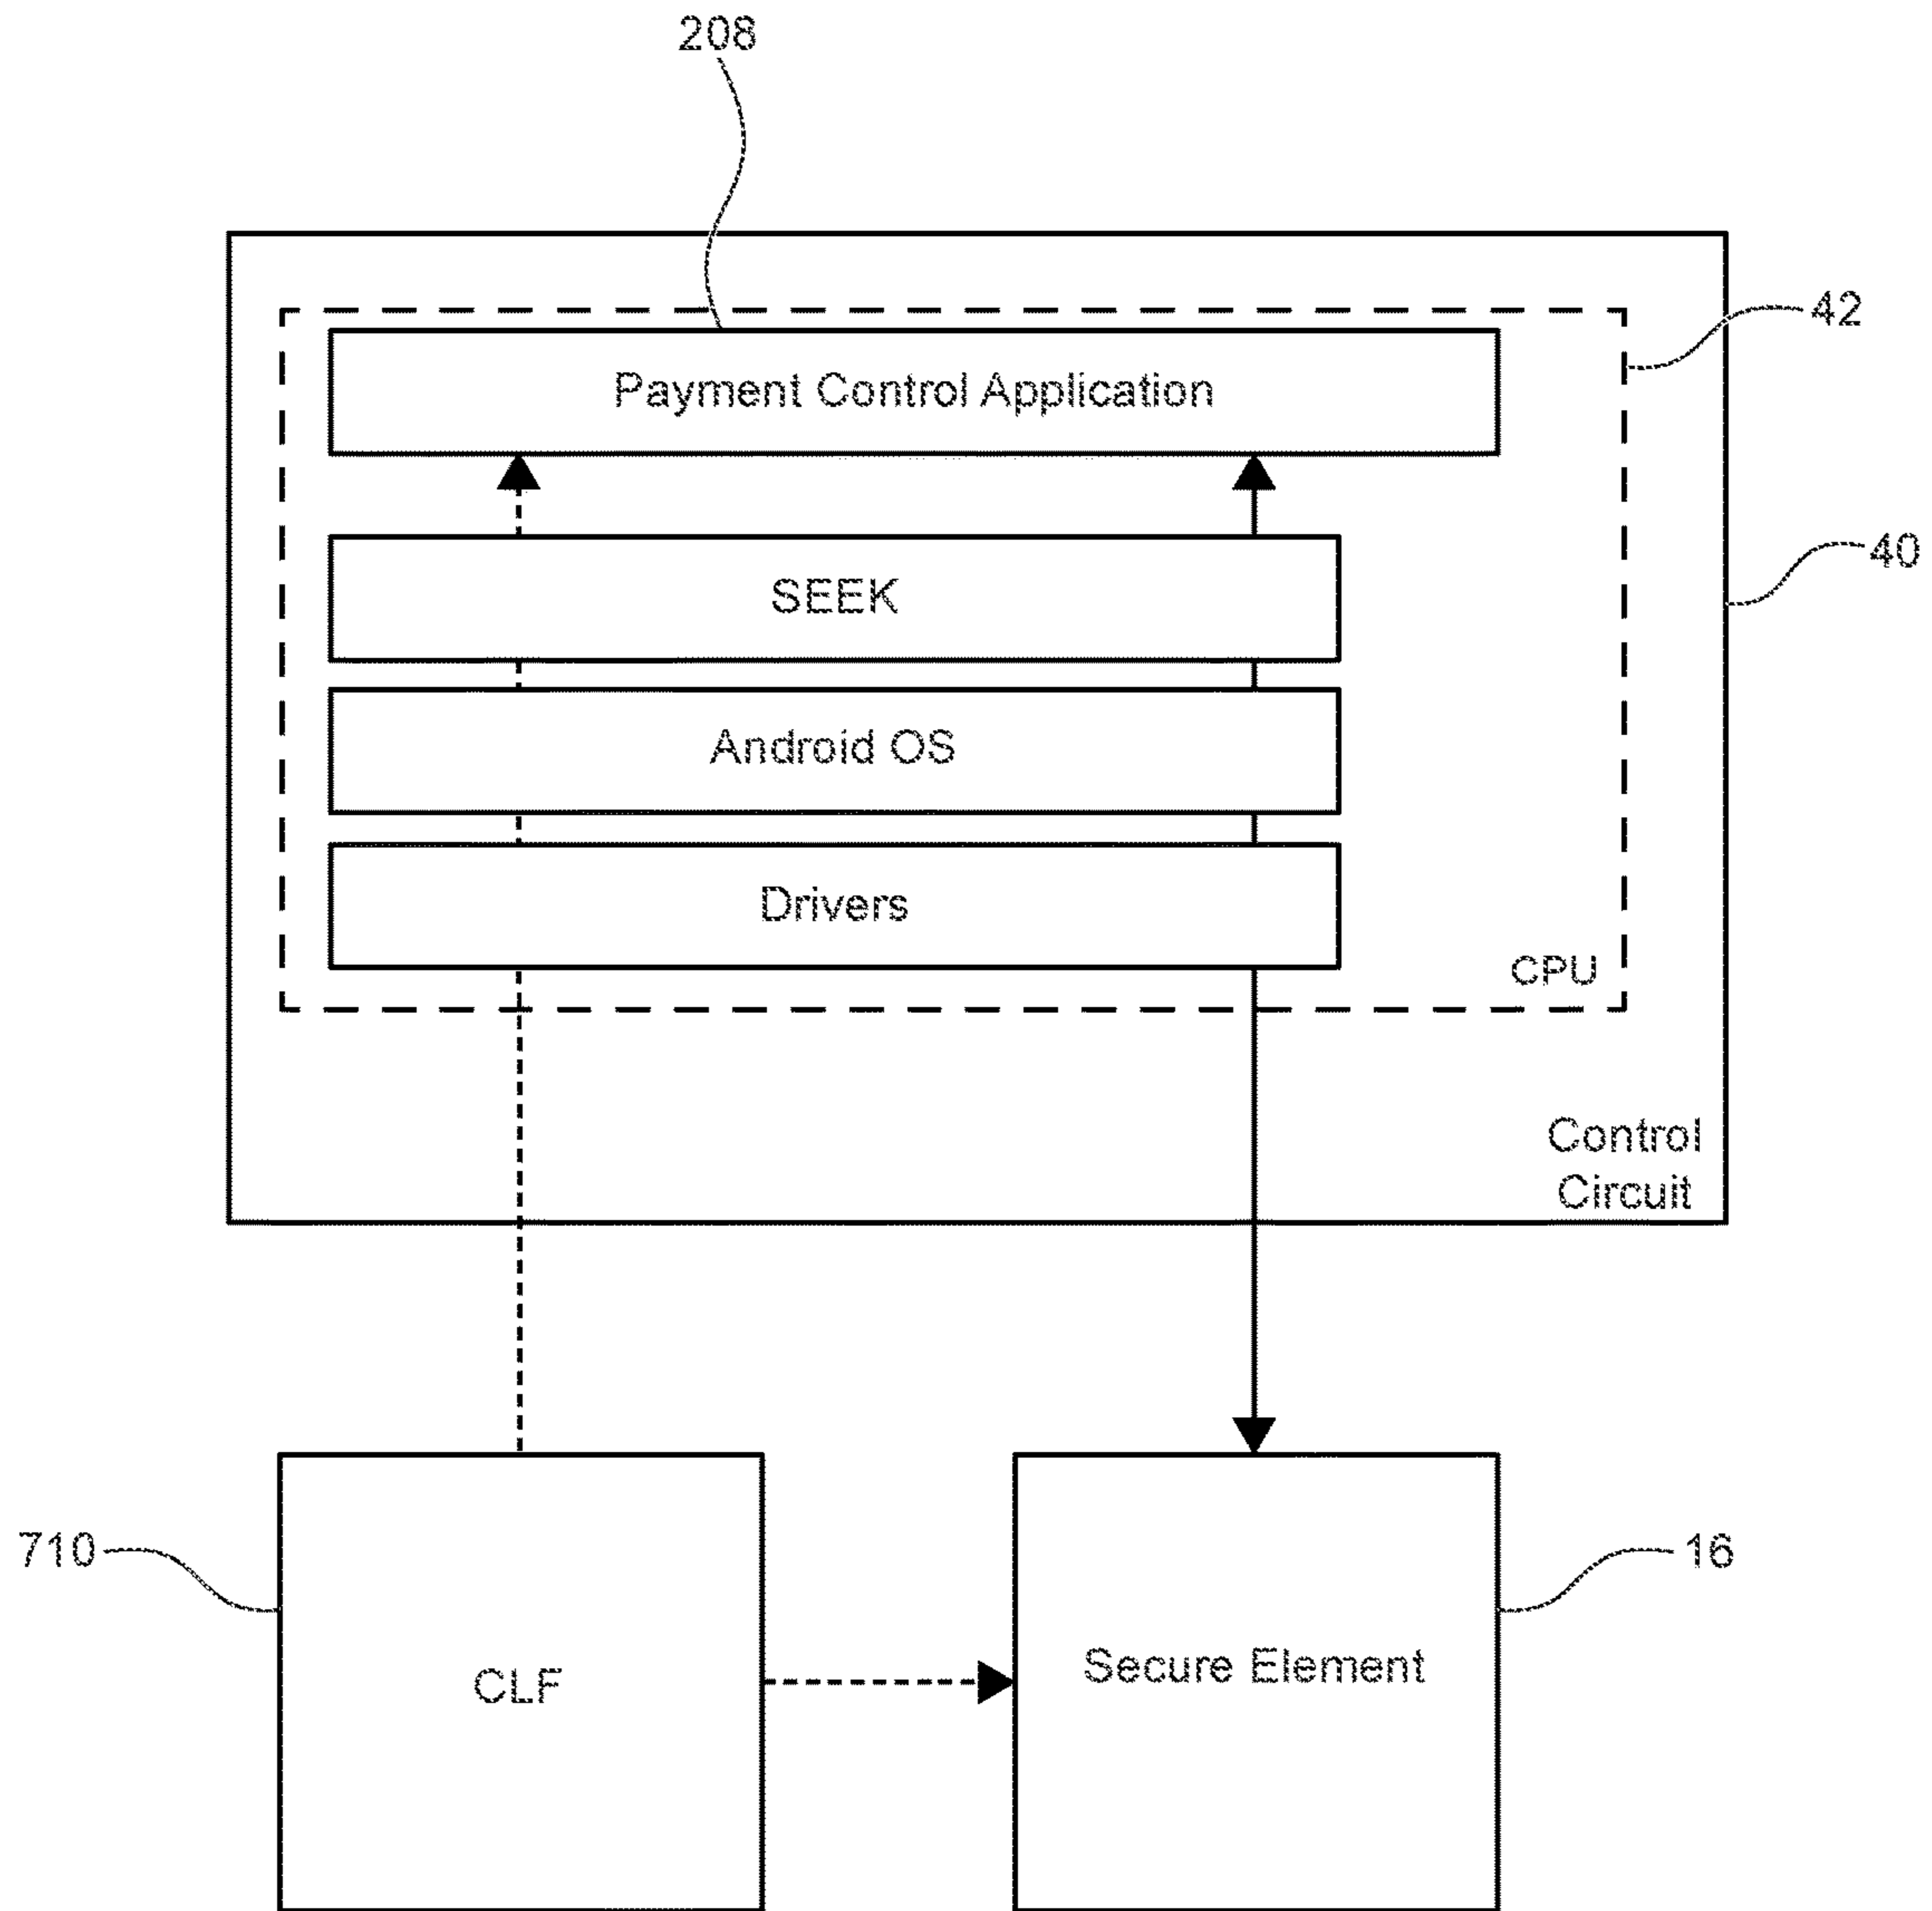 208
42
Payment Control Application
40
SEEK
Android OS
Drivers
CPU
Control
Circuit
710
16
CLF
Secure Element